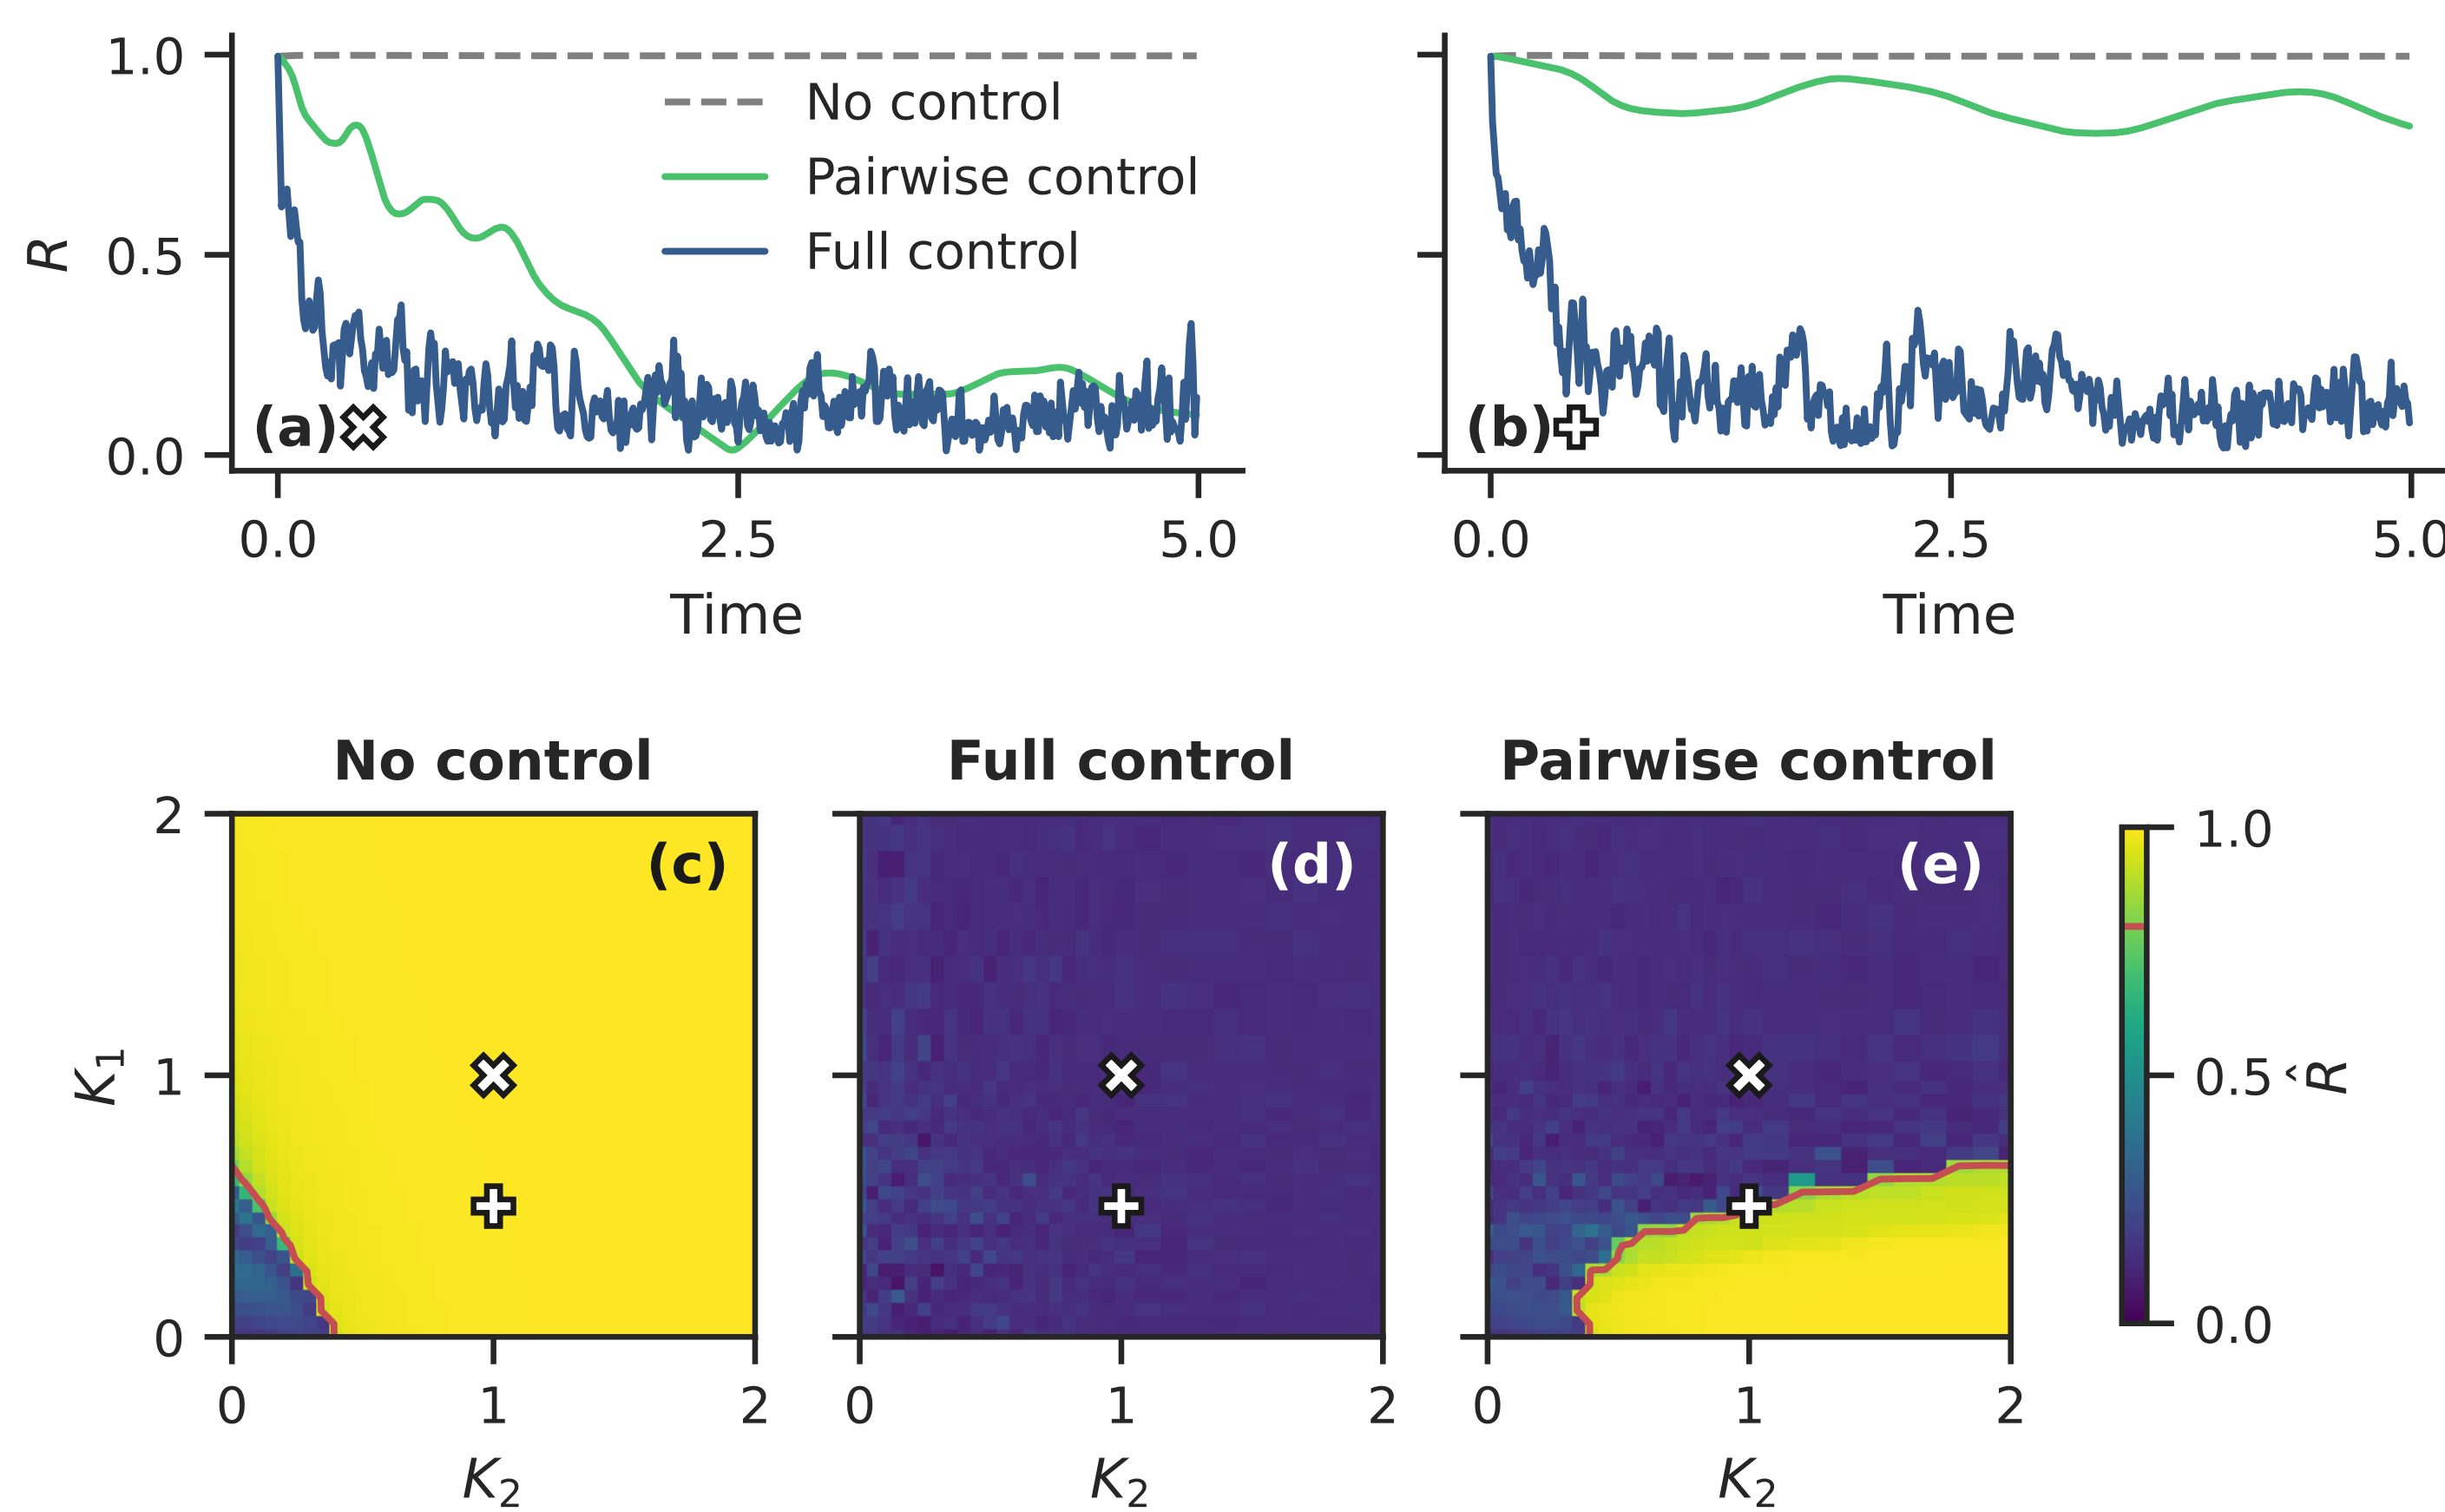 1.0
0.5
0.0
R
No control
Pairwise control
Full control
(a)
(b)
0.0 2.5 5.0
0.0 2.5 5.0
Time
Time
No control
Full control
Pairwise control
2
1
0
K₁
(c)
(d)
(e)
1.0
0.5
0.0
R̂
0 1 2
0 1 2
0 1 2
K₂
K₂
K₂